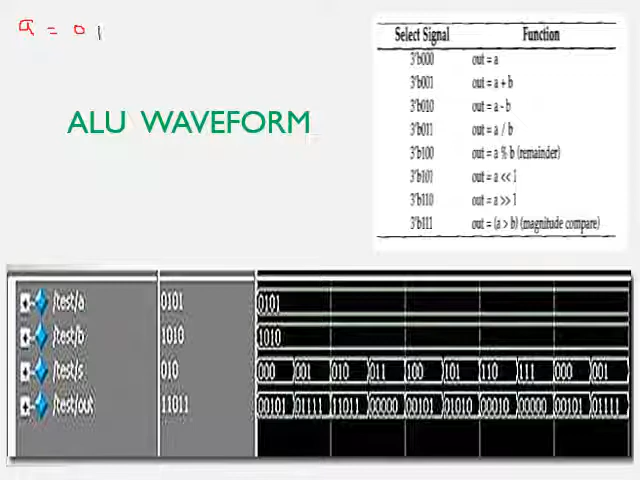 a = 01
ALU WAVEFORM
Select Signal Function
3'b000 out = a
3'b001 out = a + b
3'b010 out = a - b
3'b011 out = a / b
3'b100 out = a % b (remainder)
3'b101 out = a << 1
3'b110 out = a >> 1
3'b111 out = (a > b) (magnitude compare)
/test/a 0101 0101
/test/b 1010 1010
/test/s 010 000 001 010 011 100 101 110 111 000 001
/test/out 11011 00101 01111 11011 00000 00101 01010 00010 00000 00101 01111